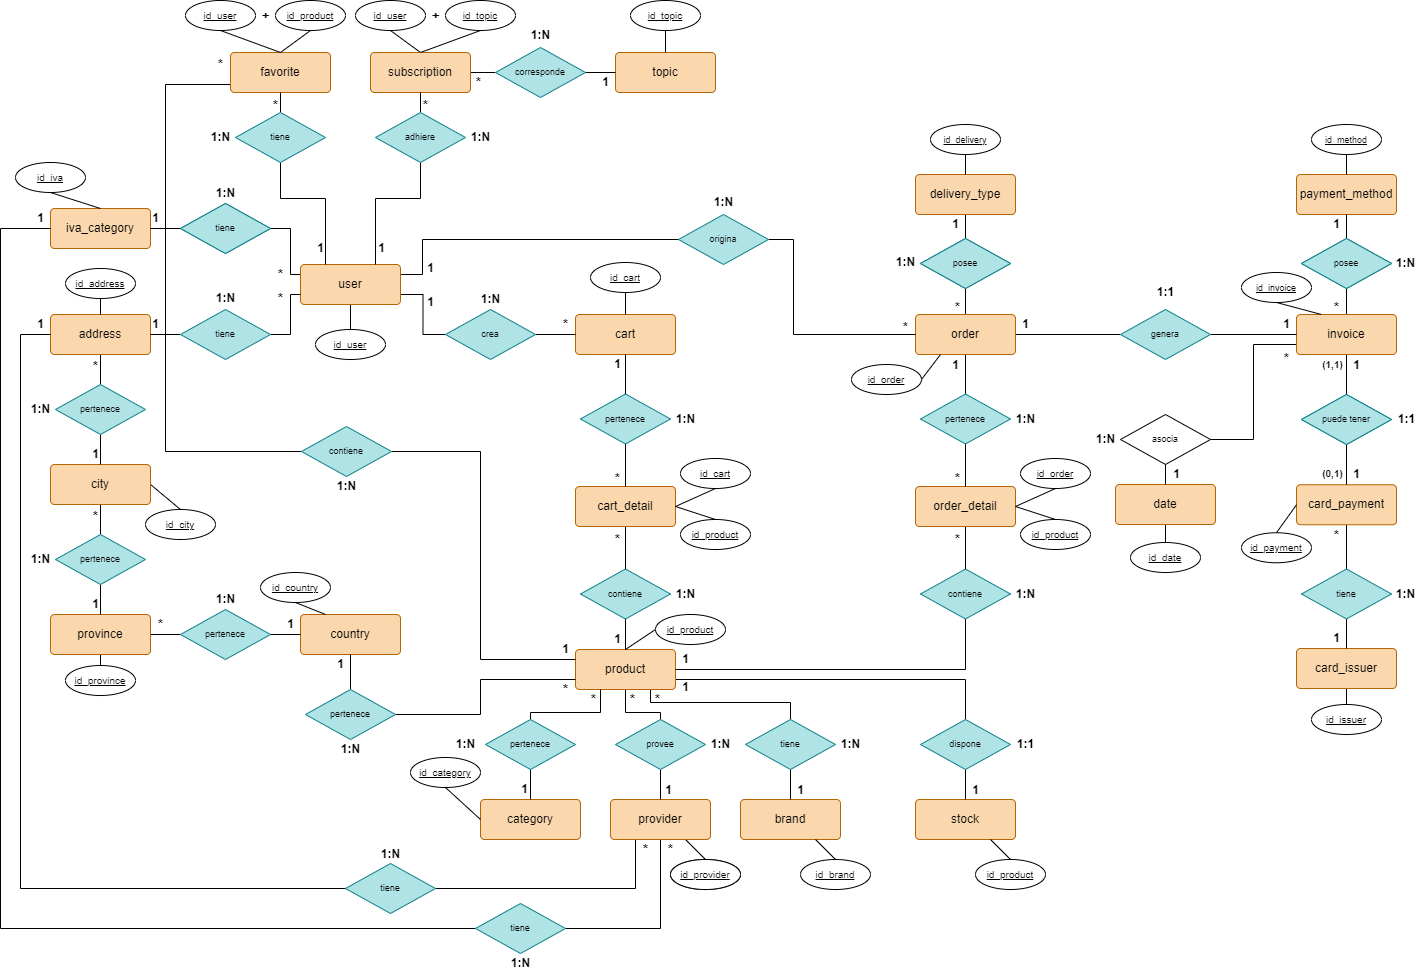 id_user + id_product
id_user + id_topic
id_topic
1:N
* favorite
subscription
* corresponde 1
topic
*
*
1:N tiene
adhiere 1:N
id_delivery
id_method
id_iva
delivery_type
payment_method
1:N
1:N
1 iva_category 1
tiene
1
1
1
1
origina
1
1:N posee
posee 1:N
*
user
1
id_address
id_cart
id_invoice
1:N
*
1
1:N
1:1
*
*
1 address 1
tiene
id_user
crea
*
cart
*
order
1
genera
1
invoice
*
1
1
(1,1) 1
*
id_order
1:N pertenece
pertenece 1:N
pertenece 1:N
puede tener 1:1
1:N asocia
1
contiene
1:N
city
id_city
*
id_cart
*
id_order
1
(0,1) 1
cart_detail
order_detail
date
card_payment
*
id_product
id_product
*
*
*
id_date
id_payment
1:N pertenece
1:N
id_country
contiene 1:N
contiene 1:N
tiene 1:N
1
province
*
pertenece
1
country
id_product
1
1
id_province
1
1
product
1
card_issuer
*
1
* * *
pertenece
1:N
id_issuer
1:N pertenece
provee 1:N
tiene 1:N
dispone 1:1
id_category
1
1
1
1
category
provider
brand
stock
1:N
* *
id_provider
id_brand
id_product
tiene
tiene
1:N